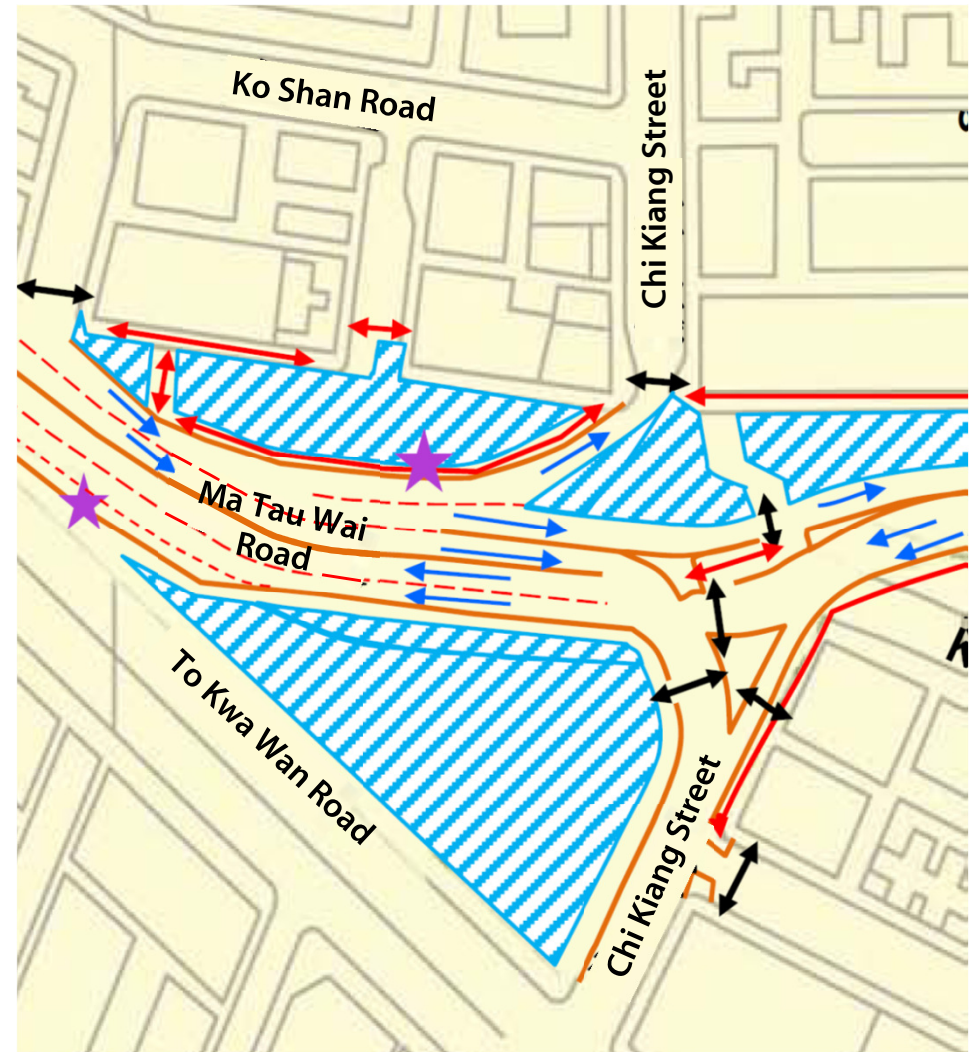 Ko Shan Road
Chi Kiang Street
Ma Tau Wai
Road
To Kwa Wan Road
Chi Kiang Street